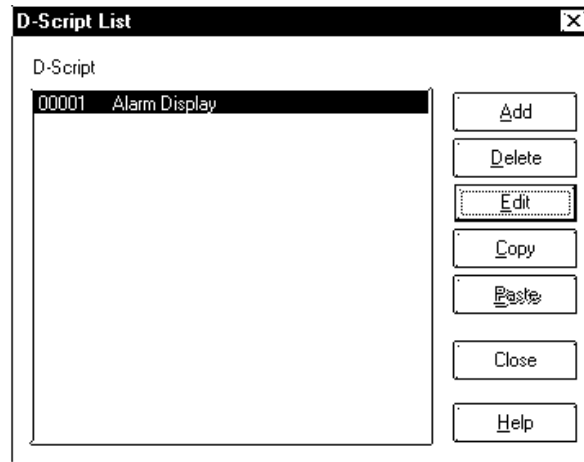 D-Script List
D-Script
00001 Alarm Display
Add
Delete
Edit
Copy
Paste
Close
Help